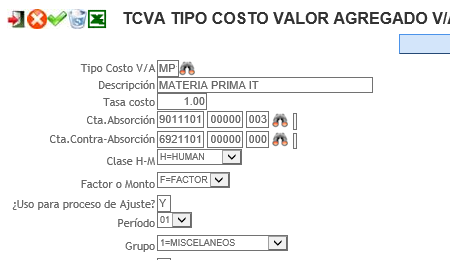 TCVA TIPO COSTO VALOR AGREGADO V/
Tipo Costo V/A MP
Descripción MATERIA PRIMA IT
Tasa costo 1.00
Cta.Absorción 9011101 00000 003
Cta.Contra-Absorción 6921101 00000 000
Clase H-M H=HUMAN
Factor o Monto F=FACTOR
¿Uso para proceso de Ajuste? Y
Período 01
Grupo 1=MISCELANEOS